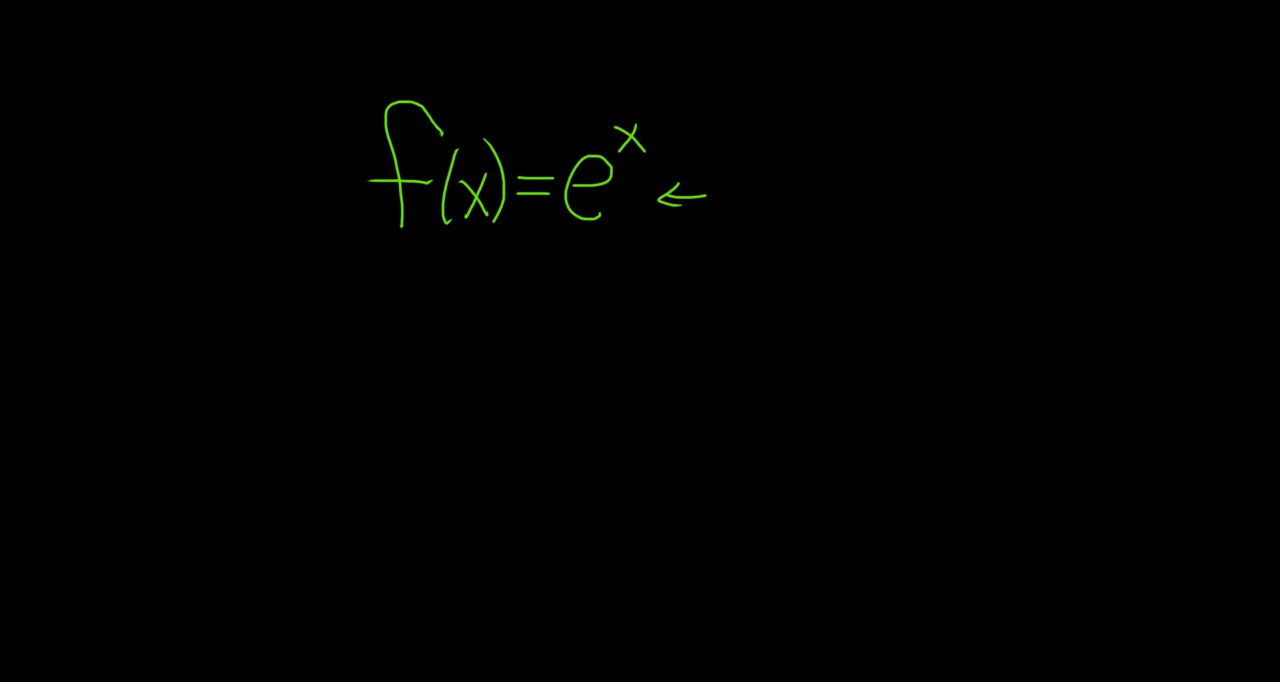 f(x)=e^x ←